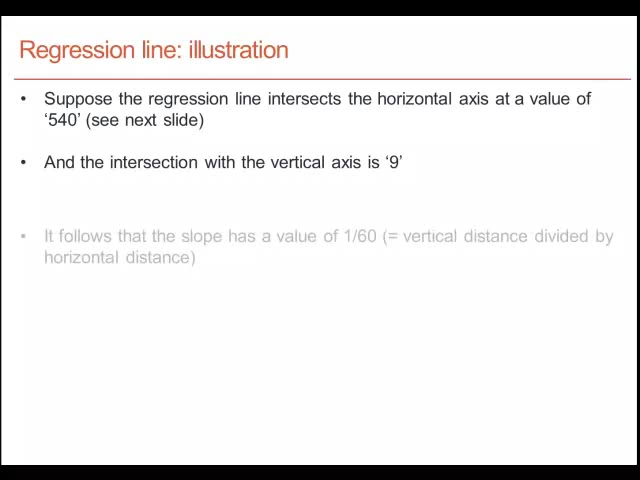 Regression line: illustration
• Suppose the regression line intersects the horizontal axis at a value of
‘540’ (see next slide)
• And the intersection with the vertical axis is ‘9’
• It follows that the slope has a value of 1/60 (= vertical distance divided by
horizontal distance)